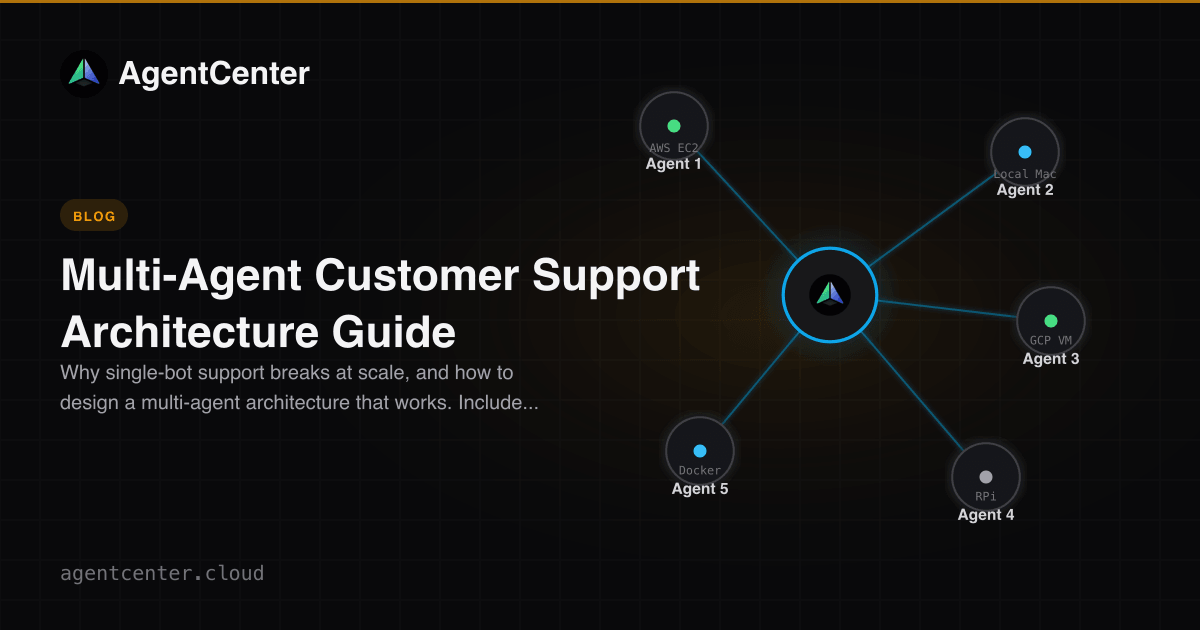 AgentCenter
BLOG
Multi-Agent Customer Support
Architecture Guide
Why single-bot support breaks at scale, and how to
design a multi-agent architecture that works. Include...
agentcenter.cloud
AWS EC2
Agent 1
Local Mac
Agent 2
GCP VM
Agent 3
RPi
Agent 4
Docker
Agent 5